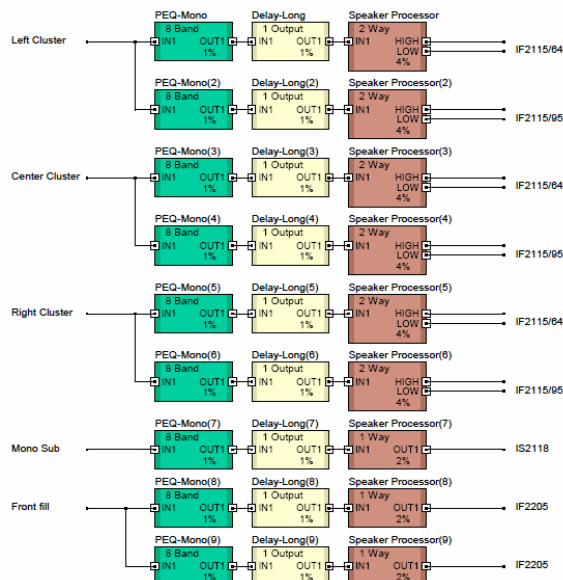 PEQ-Mono Delay-Long Speaker Processor
8 Band 1 Output 2 Way
Left Cluster IN1 OUT1 IN1 OUT1 IN1 HIGH
1% 1% LOW IF2115/64
4%
PEQ-Mono(2) Delay-Long(2) Speaker Processor(2)
8 Band 1 Output 2 Way
IN1 OUT1 IN1 OUT1 IN1 HIGH
1% 1% LOW IF2115/95
4%
PEQ-Mono(3) Delay-Long(3) Speaker Processor(3)
8 Band 1 Output 2 Way
Center Cluster IN1 OUT1 IN1 OUT1 IN1 HIGH
1% 1% LOW IF2115/64
4%
PEQ-Mono(4) Delay-Long(4) Speaker Processor(4)
8 Band 1 Output 2 Way
IN1 OUT1 IN1 OUT1 IN1 HIGH
1% 1% LOW IF2115/95
4%
PEQ-Mono(5) Delay-Long(5) Speaker Processor(5)
8 Band 1 Output 2 Way
Right Cluster IN1 OUT1 IN1 OUT1 IN1 HIGH
1% 1% LOW IF2115/64
4%
PEQ-Mono(6) Delay-Long(6) Speaker Processor(6)
8 Band 1 Output 2 Way
IN1 OUT1 IN1 OUT1 IN1 HIGH
1% 1% LOW IF2115/95
4%
PEQ-Mono(7) Delay-Long(7) Speaker Processor(7)
8 Band 1 Output 1 Way
Mono Sub IN1 OUT1 IN1 OUT1 IN1 OUT1 IS2118
1% 1% 2%
PEQ-Mono(8) Delay-Long(8) Speaker Processor(8)
8 Band 1 Output 1 Way
Front fill IN1 OUT1 IN1 OUT1 IN1 OUT1 IF2205
1% 1% 2%
PEQ-Mono(9) Delay-Long(9) Speaker Processor(9)
8 Band 1 Output 1 Way
IN1 OUT1 IN1 OUT1 IN1 OUT1 IF2205
1% 1% 2%